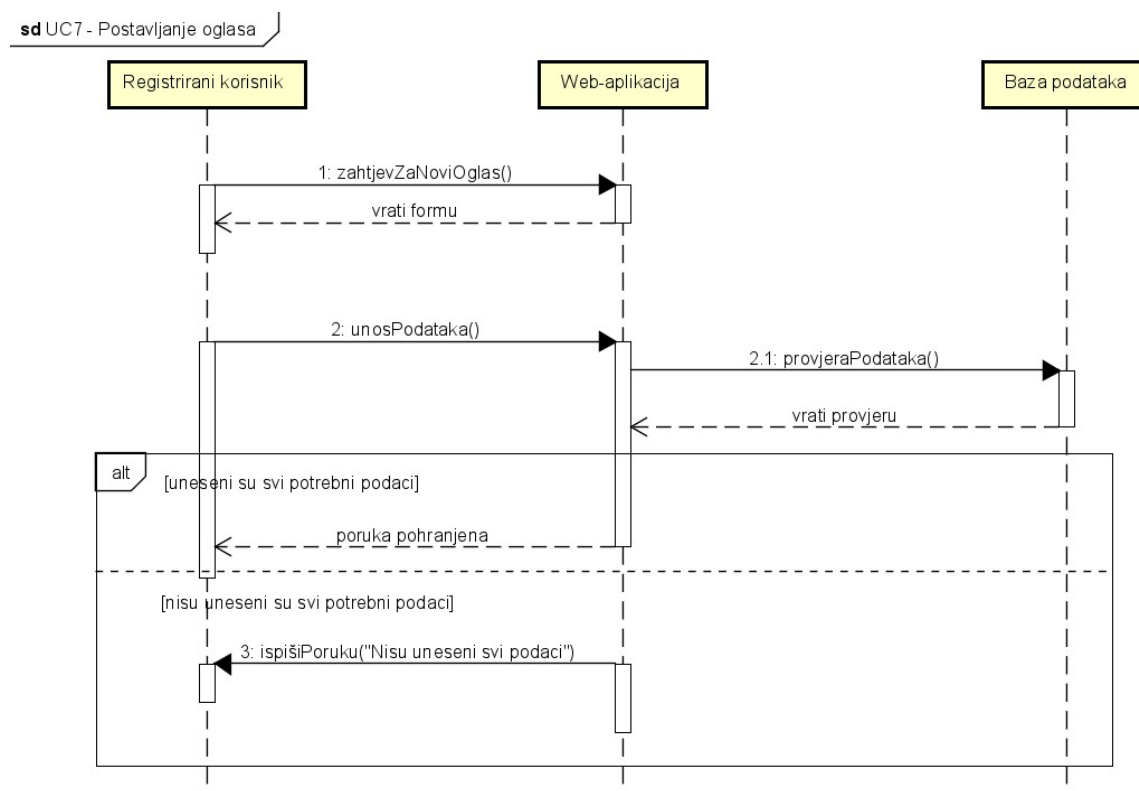 sd UC7 - Postavljanje oglasa
Registrirani korisnik
Web-aplikacija
Baza podataka
1: zahtjevZaNoviOglas()
vrati formu
2: unosPodataka()
2.1: provjeraPodataka()
vrati provjeru
alt
[uneseni su svi potrebni podaci]
poruka pohranjena
[nisu uneseni su svi potrebni podaci]
3: ispišiPoruku("Nisu uneseni svi podaci")